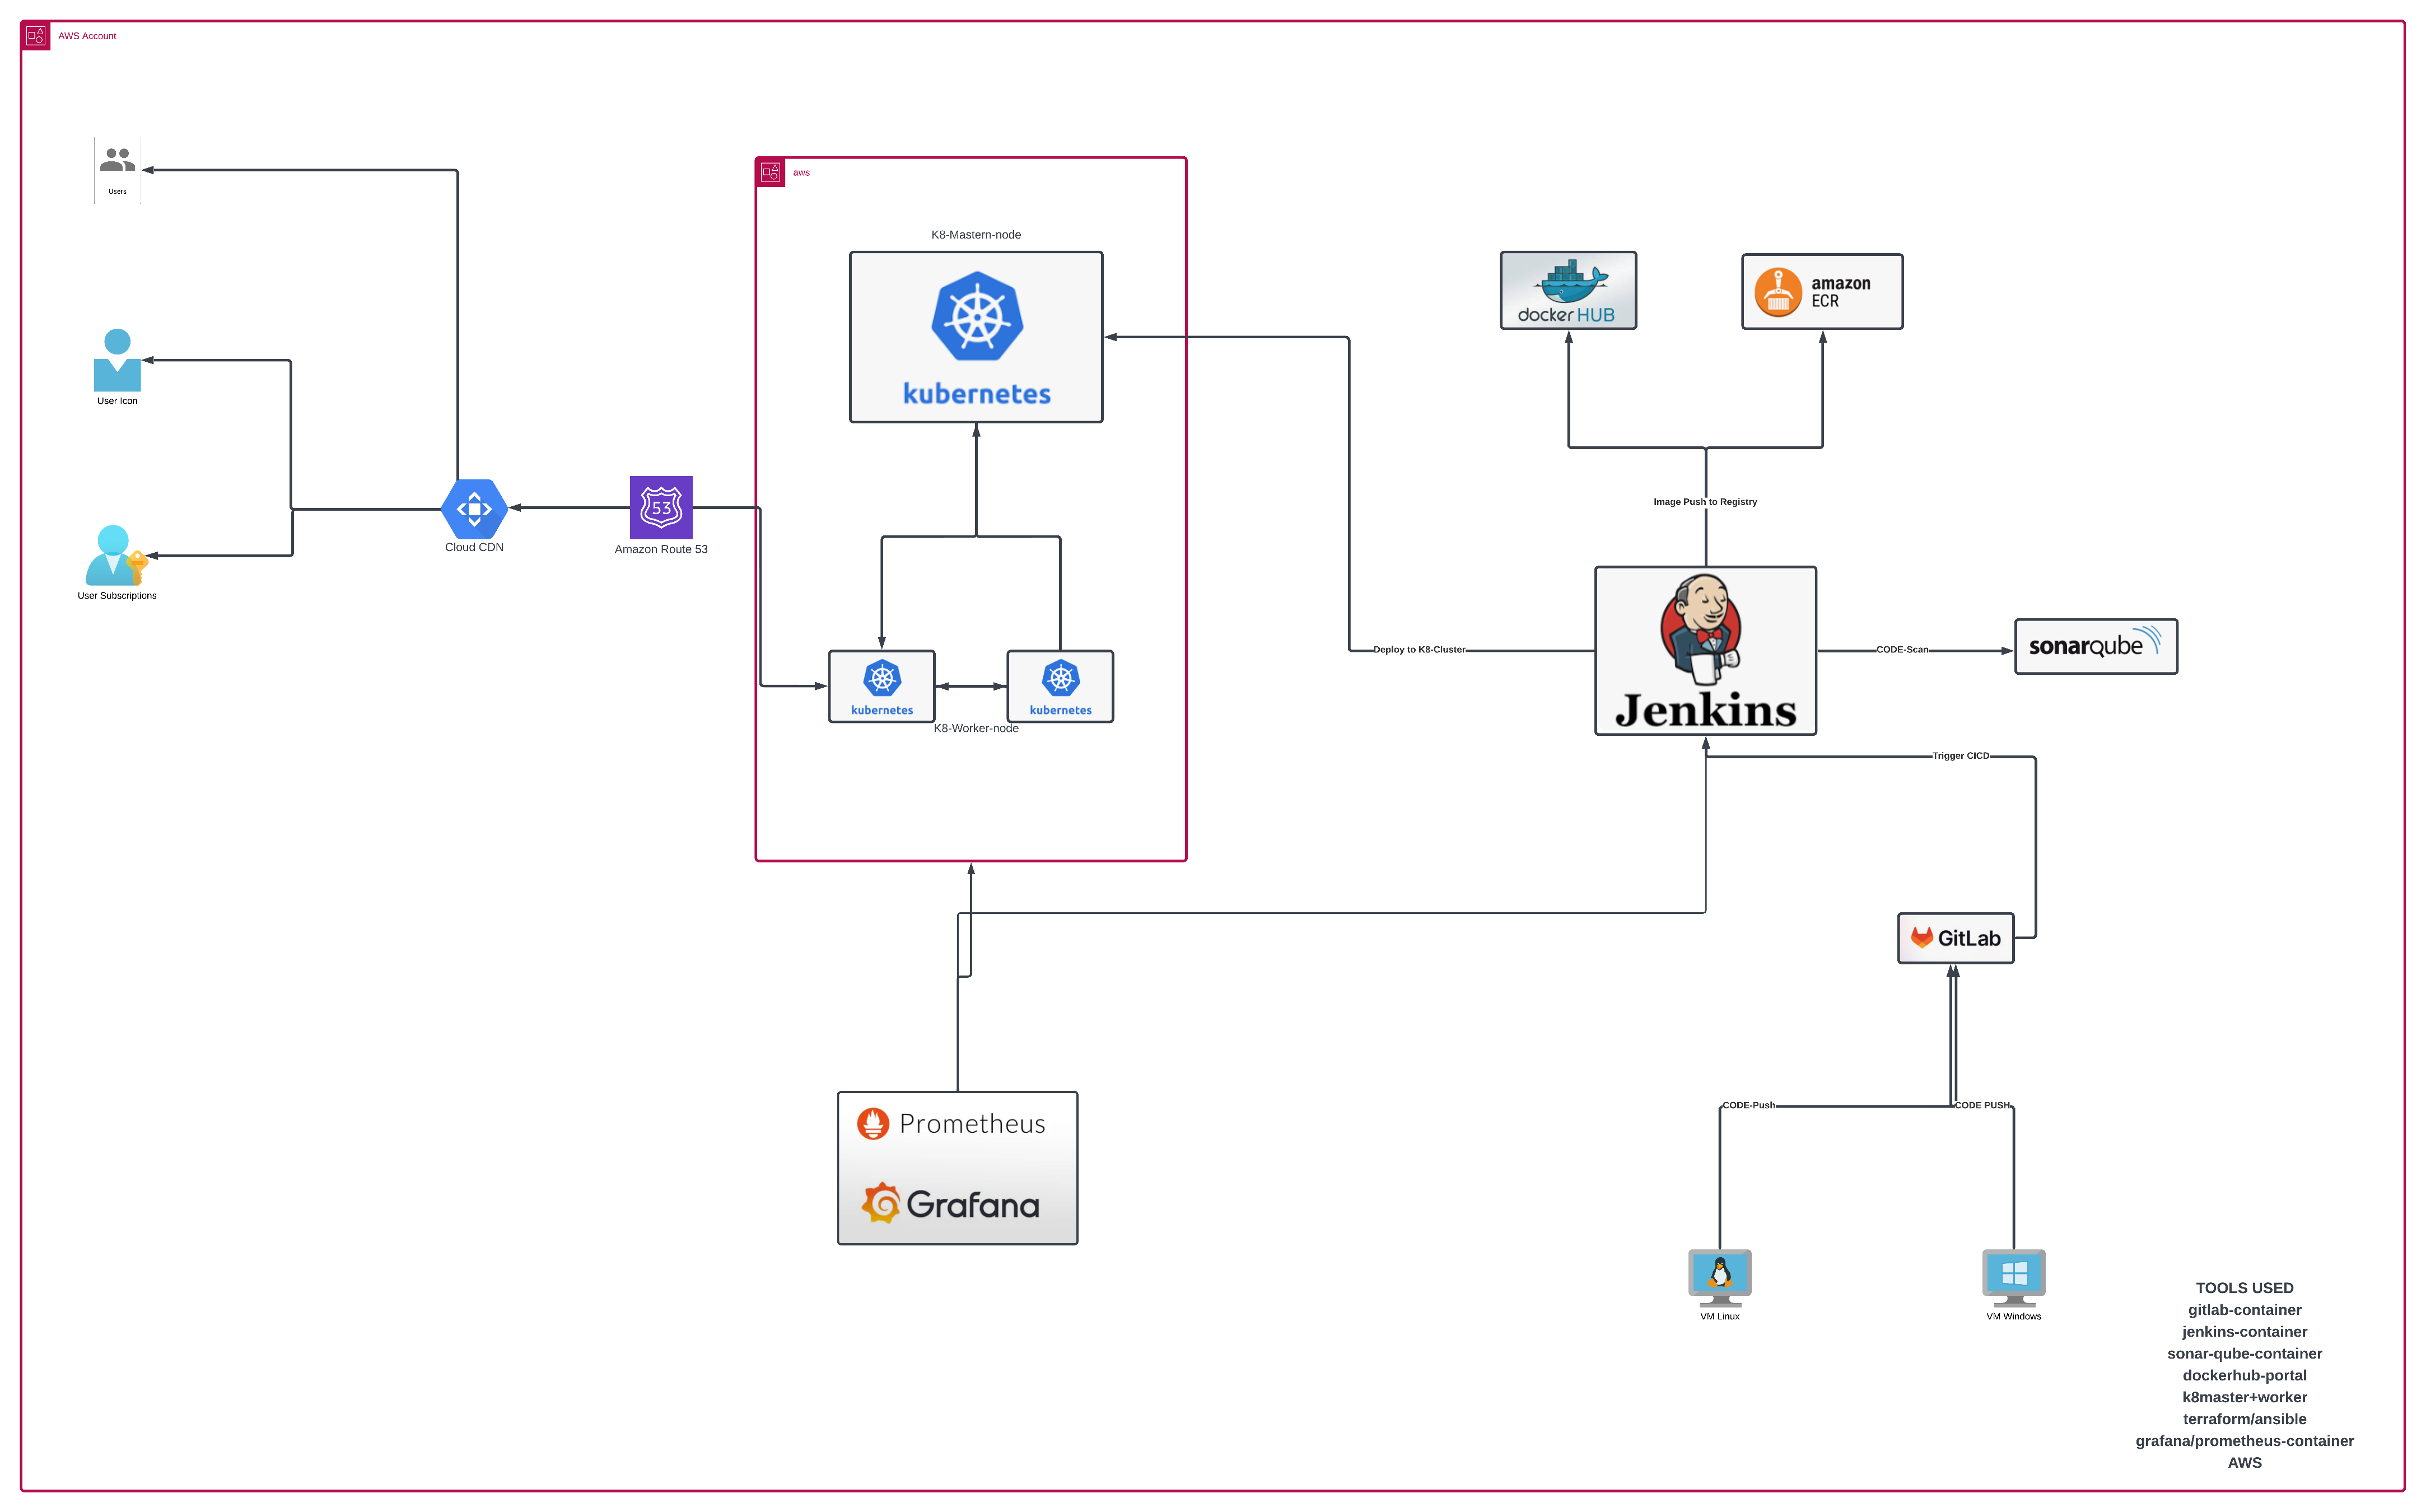 AWS Account
aws
Users
User Icon
User Subscriptions
Cloud CDN
53
Amazon Route 53
K8-Mastern-node
kubernetes
kubernetes
kubernetes
K8-Worker-node
docker HUB
amazon
ECR
Image Push to Registry
Deploy to K8-Cluster
Jenkins
CODE-Scan
sonarqube
Trigger CICD
GitLab
CODE-Push
CODE PUSH
Prometheus
Grafana
VM Linux
VM Windows
TOOLS USED
gitlab-container
jenkins-container
sonar-qube-container
dockerhub-portal
k8master+worker
terraform/ansible
grafana/prometheus-container
AWS